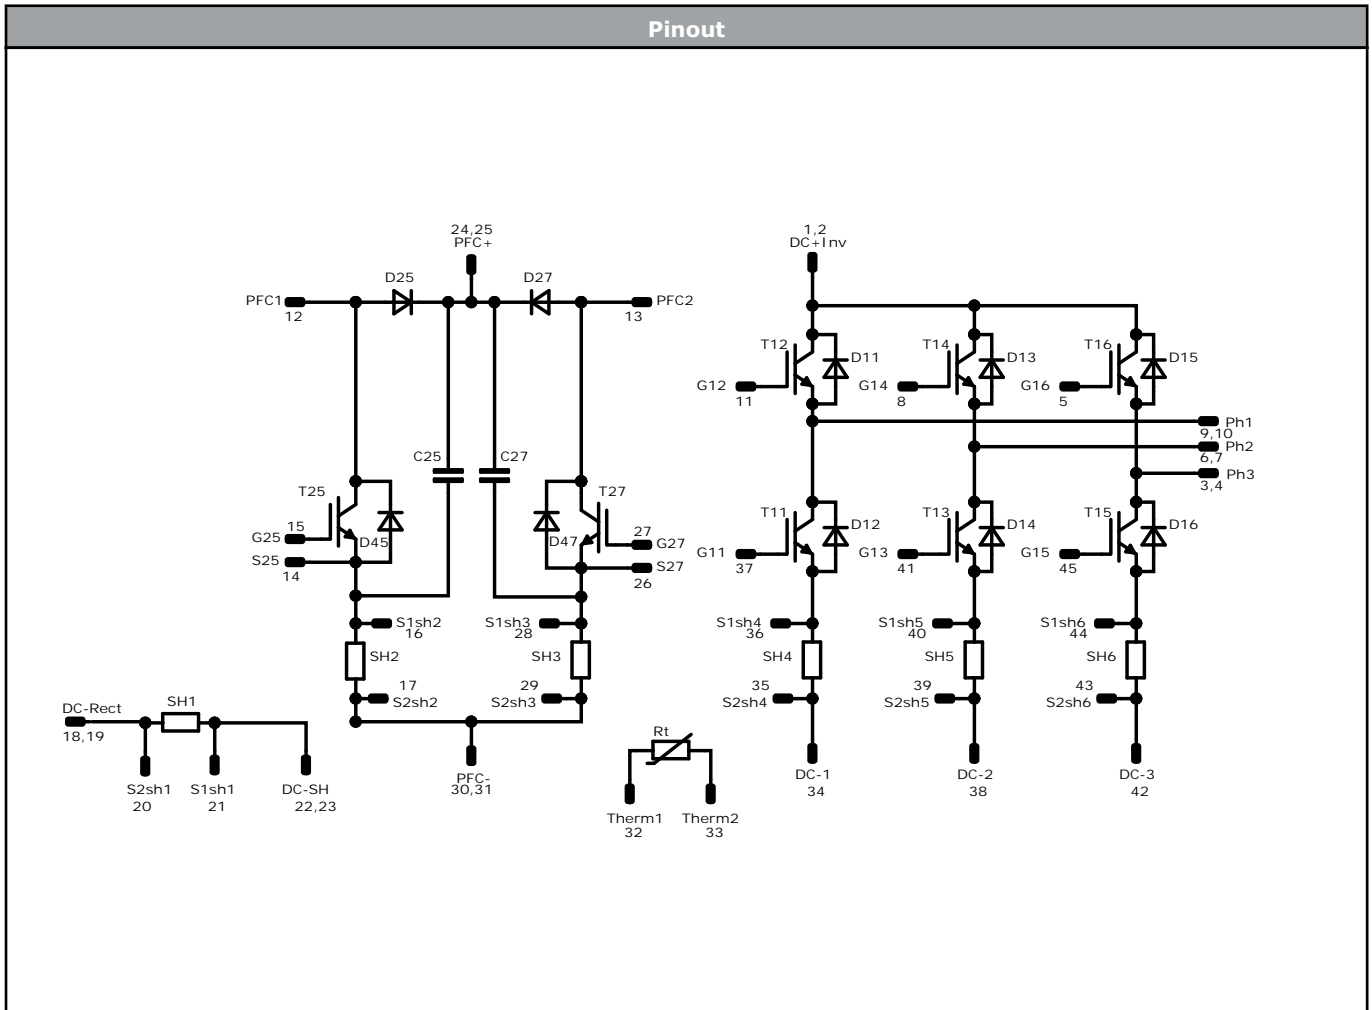 Pinout
24,25
PFC+
1,2
DC+Inv
D25
D27
PFC1
12
PFC2
13
T12
D11
T14
D13
T16
D15
G12
11
G14
8
G16
5
Ph1
9,10
Ph2
6,7
Ph3
3,4
C25
C27
T25
T27
15
G25
D45
S25
14
27
G27
D47
S27
26
T11
D12
T13
D14
T15
D16
G11
37
G13
41
G15
45
S1sh2
16
S1sh3
28
S1sh4
36
S1sh5
40
S1sh6
44
SH2
SH3
SH4
SH5
SH6
17
S2sh2
29
S2sh3
35
S2sh4
39
S2sh5
43
S2sh6
DC-Rect
18,19
SH1
S2sh1
20
S1sh1
21
DC-SH
22,23
PFC-
30,31
Rt
Therm1
32
Therm2
33
DC-1
34
DC-2
38
DC-3
42